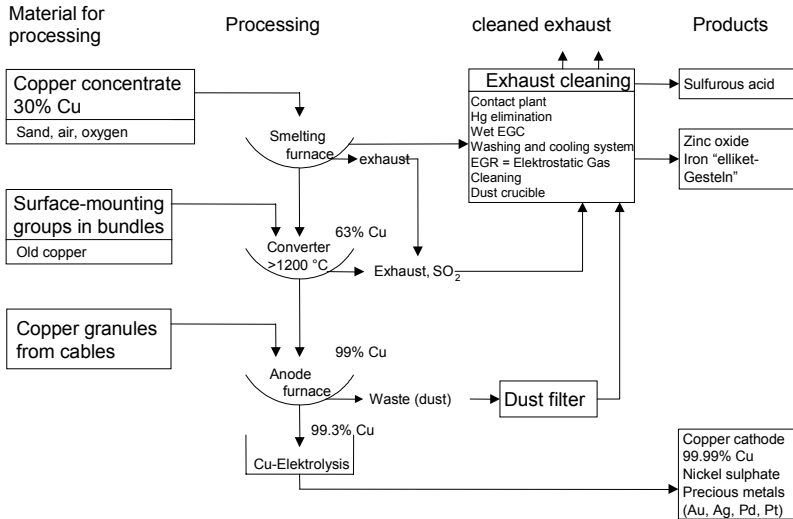 Material for
processing
Processing
cleaned exhaust
Products
Copper concentrate
30% Cu
Sand, air, oxygen
Smelting
furnace
exhaust
Exhaust cleaning
Contact plant
Hg elimination
Wet EGC
Washing and cooling system
EGR = Elektrostatic Gas
Cleaning
Dust crucible
Sulfurous acid
Zinc oxide
Iron “elliket-
Gesteln”
Surface-mounting
groups in bundles
Old copper
63% Cu
Converter
>1200 °C
Exhaust, SO2
Copper granules
from cables
99% Cu
Anode
furnace
Waste (dust)
Dust filter
99.3% Cu
Cu-Elektrolysis
Copper cathode
99.99% Cu
Nickel sulphate
Precious metals
(Au, Ag, Pd, Pt)